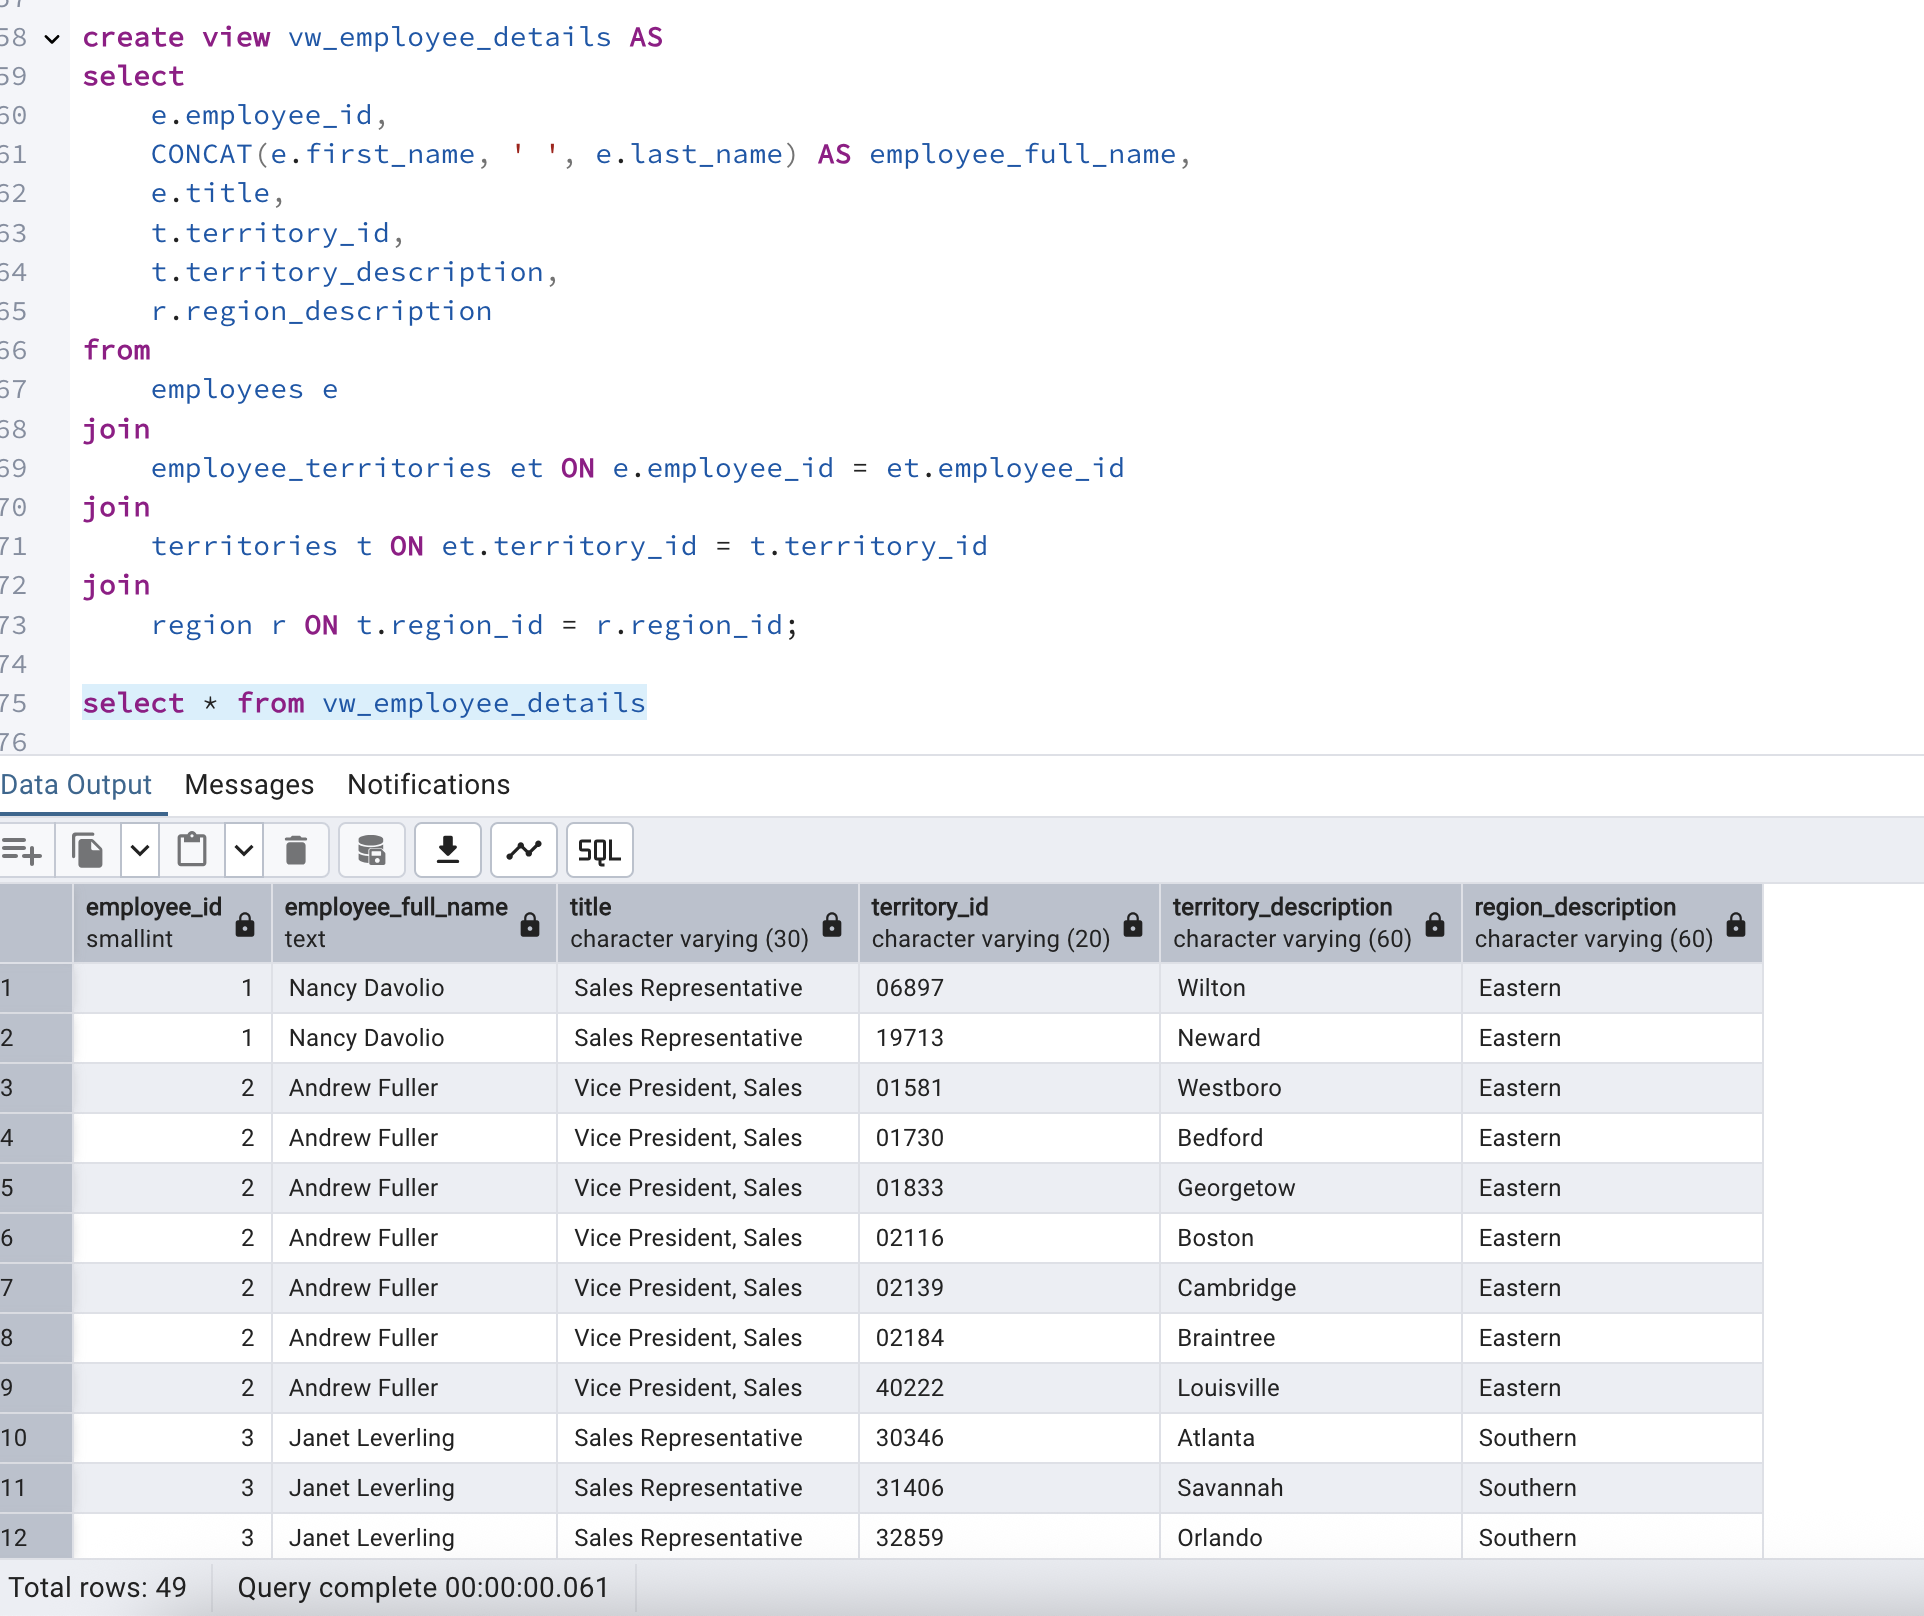 58 create view vw_employee_details AS
59 select
60 e.employee_id,
61 CONCAT(e.first_name, ' ', e.last_name) AS employee_full_name,
62 e.title,
63 t.territory_id,
64 t.territory_description,
65 r.region_description
66 from
67 employees e
68 join
69 employee_territories et ON e.employee_id = et.employee_id
70 join
71 territories t ON et.territory_id = t.territory_id
72 join
73 region r ON t.region_id = r.region_id;
74
75 select * from vw_employee_details
76
Data Output Messages Notifications
SQL
employee_id employee_full_name title territory_id territory_description region_description
smallint text character varying (30) character varying (20) character varying (60) character varying (60)
1 1 Nancy Davolio Sales Representative 06897 Wilton Eastern
2 1 Nancy Davolio Sales Representative 19713 Neward Eastern
3 2 Andrew Fuller Vice President, Sales 01581 Westboro Eastern
4 2 Andrew Fuller Vice President, Sales 01730 Bedford Eastern
5 2 Andrew Fuller Vice President, Sales 01833 Georgetow Eastern
6 2 Andrew Fuller Vice President, Sales 02116 Boston Eastern
7 2 Andrew Fuller Vice President, Sales 02139 Cambridge Eastern
8 2 Andrew Fuller Vice President, Sales 02184 Braintree Eastern
9 2 Andrew Fuller Vice President, Sales 40222 Louisville Eastern
10 3 Janet Leverling Sales Representative 30346 Atlanta Southern
11 3 Janet Leverling Sales Representative 31406 Savannah Southern
12 3 Janet Leverling Sales Representative 32859 Orlando Southern
Total rows: 49 Query complete 00:00:00.061